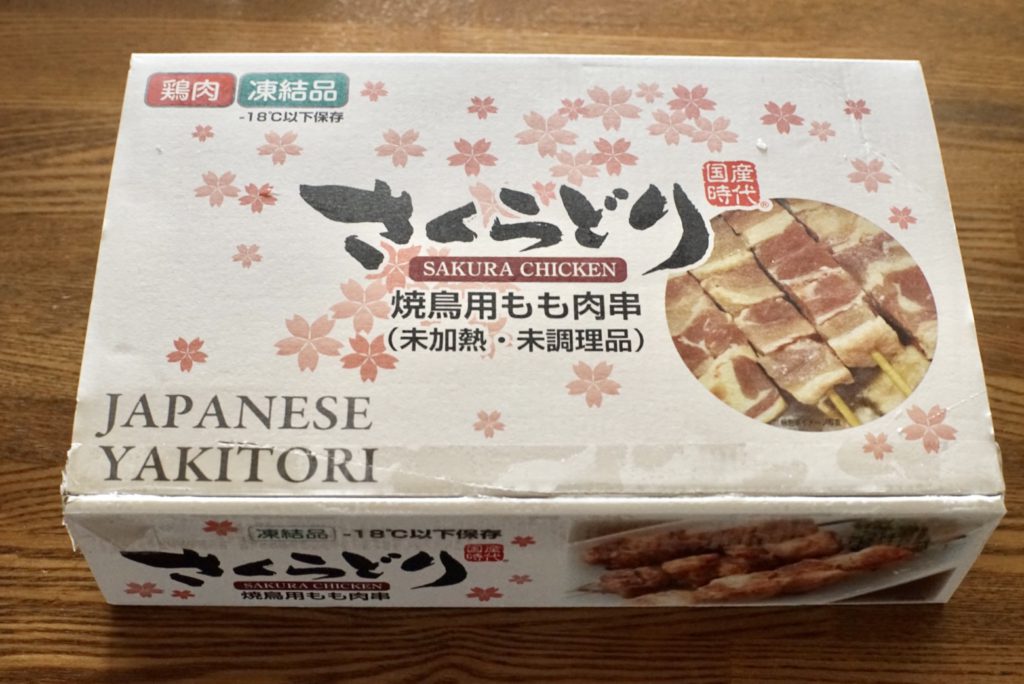 鶏肉 凍結品
-18℃以下保存
国産
時代®
さくらどり
SAKURA CHICKEN
焼鳥用もも肉串
(未加熱・未調理品)
JAPANESE
YAKITORI
凍結品 -18℃以下保存
さくらどり
国産
時代
SAKURA CHICKEN
焼鳥用もも肉串